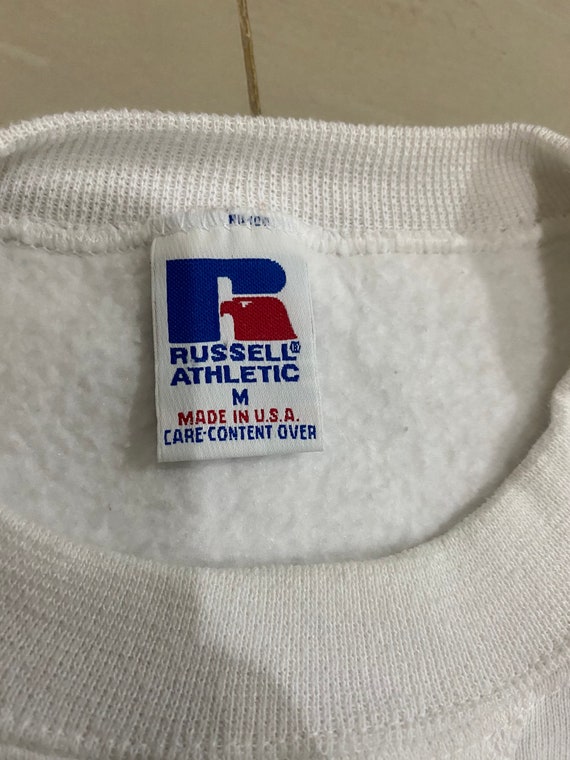 RUSSELL®
ATHLETIC
M
MADE IN U.S.A.
CARE-CONTENT OVER